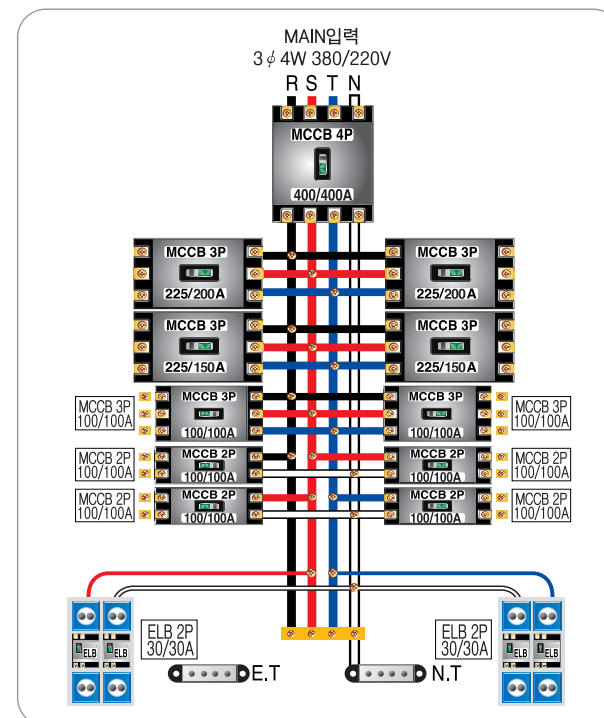 MAIN입력
3 ϕ 4W 380/220V
R S T N
MCCB 4P
400/400A
MCCB 3P
225/200A
MCCB 3P
225/200A
MCCB 3P
225/150A
MCCB 3P
225/150A
MCCB 3P
100/100A
MCCB 3P
100/100A
MCCB 3P
100/100A
MCCB 3P
100/100A
MCCB 2P
100/100A
MCCB 2P
100/100A
MCCB 2P
100/100A
MCCB 2P
100/100A
MCCB 2P
100/100A
MCCB 2P
100/100A
MCCB 2P
100/100A
MCCB 2P
100/100A
ELB
ELB
ELB 2P
30/30A
E.T
N.T
ELB 2P
30/30A
ELB
ELB